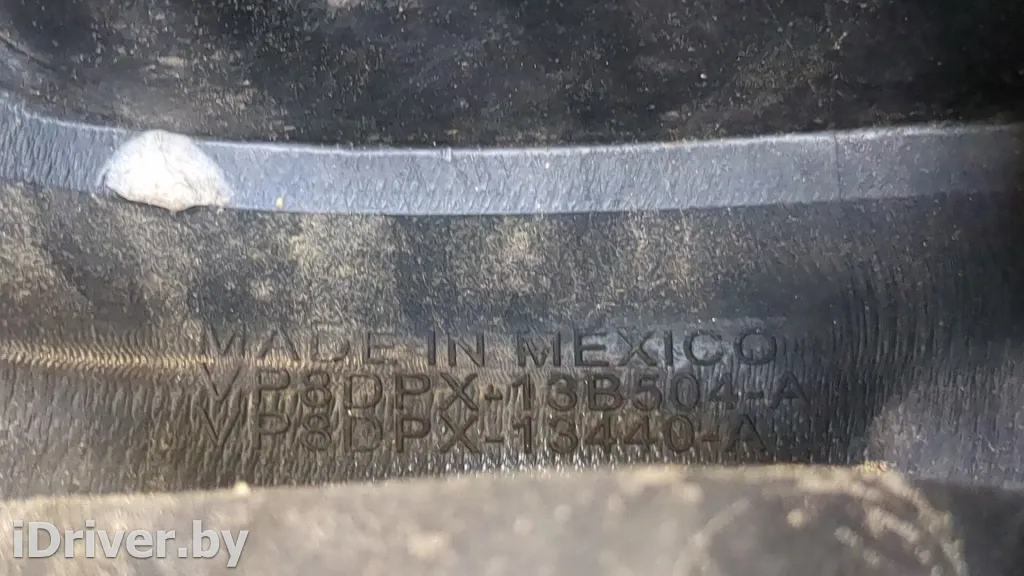 MADE IN MEXICO
VP8DPX-13B504-A
VP8DPX-13440-A
iDriver.by